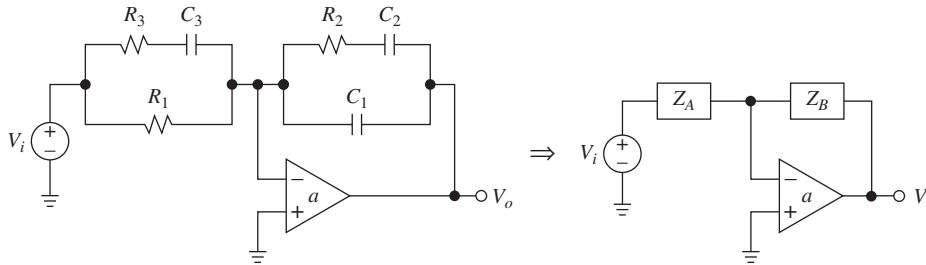 R3 C3 R2 C2
R1 C1
Vi + −
− a + Vo
⇒
ZA ZB
Vi + −
− a + V